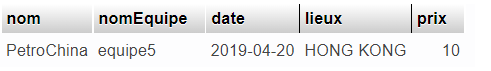 nom nomEquipe date lieux prix
PetroChina equipe5 2019-04-20 HONG KONG 10